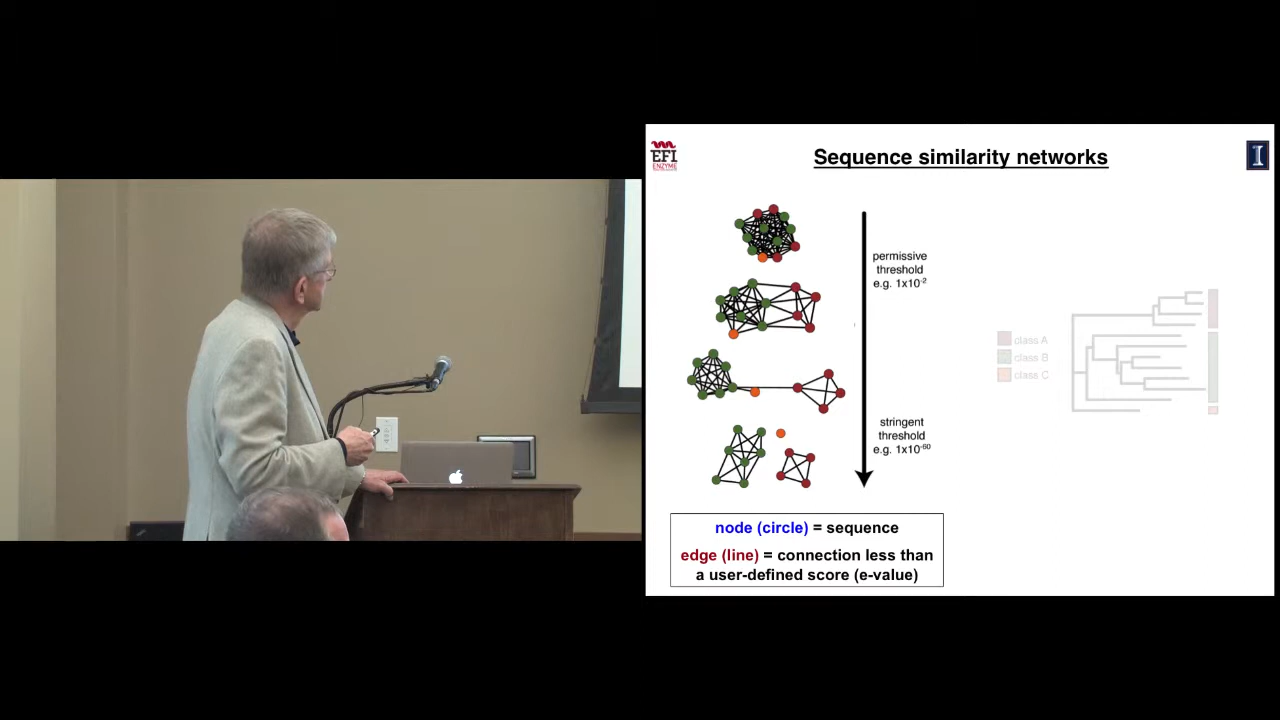 EFI
ENZYME
Sequence similarity networks
I
permissive
threshold
e.g. 1x10⁻²
class A
class B
class C
stringent
threshold
e.g. 1x10⁻⁶⁰
node (circle) = sequence
edge (line) = connection less than
a user-defined score (e-value)